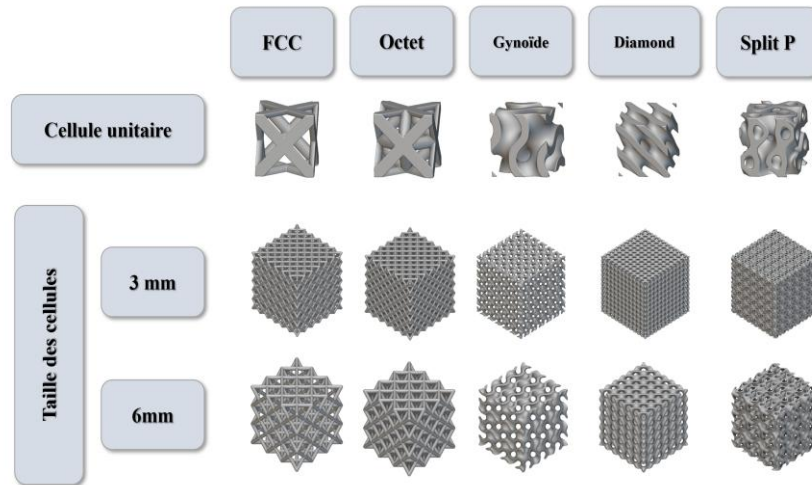 FCC
Octet
Gynoïde
Diamond
Split P
Cellule unitaire
Taille des cellules
3 mm
6mm